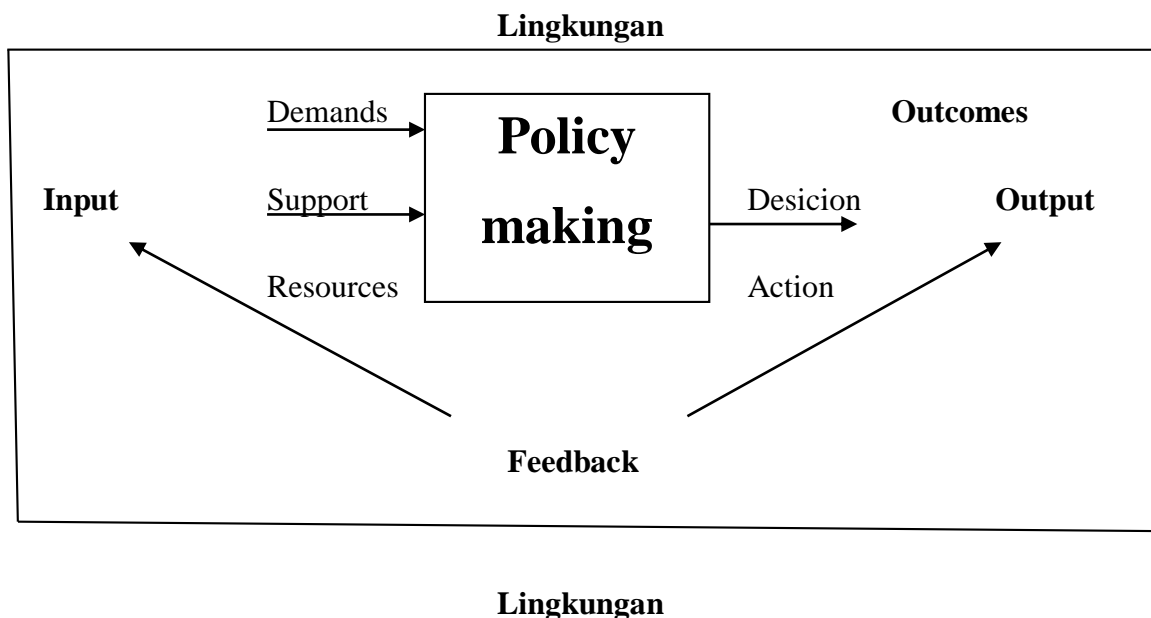 Lingkungan
Demands
Policy
making
Outcomes
Input
Support
Desicion
Output
Resources
Action
Feedback
Lingkungan